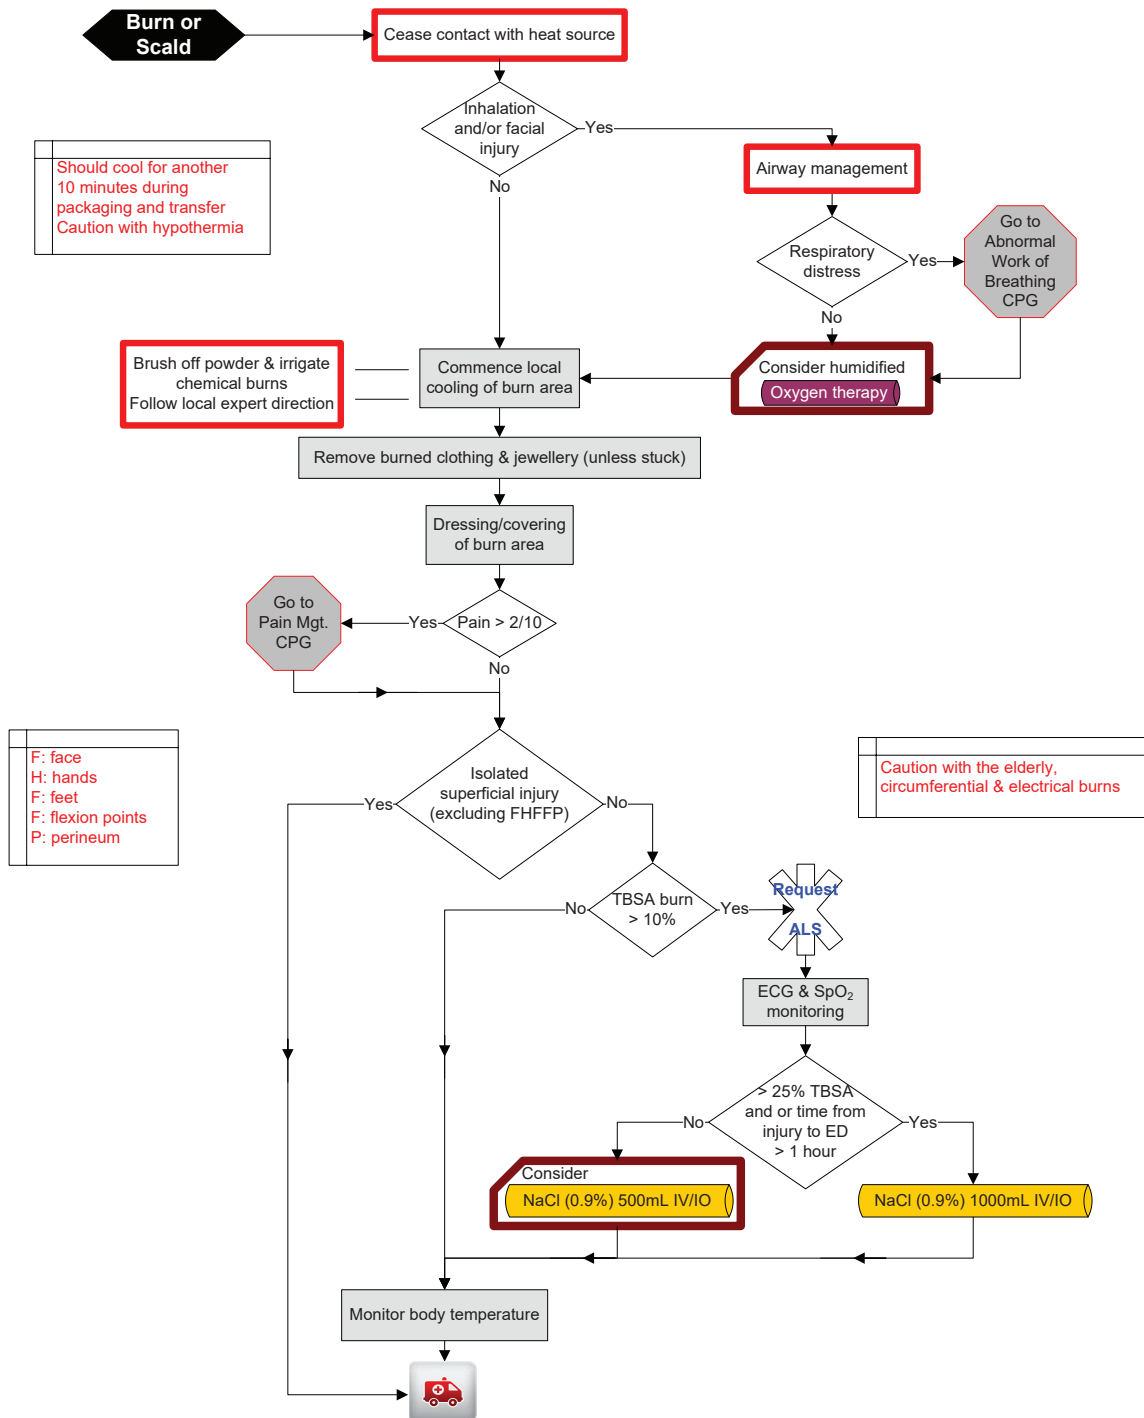 Burn or
Scald
Cease contact with heat source
Inhalation
and/or facial
injury
Yes
No
Should cool for another
10 minutes during
packaging and transfer
Caution with hypothermia
Airway management
Respiratory
distress
Yes
No
Go to
Abnormal
Work of
Breathing
CPG
Brush off powder & irrigate
chemical burns
Follow local expert direction
Commence local
cooling of burn area
Consider humidified
Oxygen therapy
Remove burned clothing & jewellery (unless stuck)
Dressing/covering
of burn area
Go to
Pain Mgt.
CPG
Yes
Pain > 2/10
No
F: face
H: hands
F: feet
F: flexion points
P: perineum
Yes
Isolated
superficial injury
(excluding FHFFP)
No
Caution with the elderly,
circumferential & electrical burns
No
TBSA burn
> 10%
Yes
Request
ALS
ECG & SpO₂
monitoring
No
> 25% TBSA
and or time from
injury to ED
> 1 hour
Yes
Consider
NaCl (0.9%) 500mL IV/IO
NaCl (0.9%) 1000mL IV/IO
Monitor body temperature